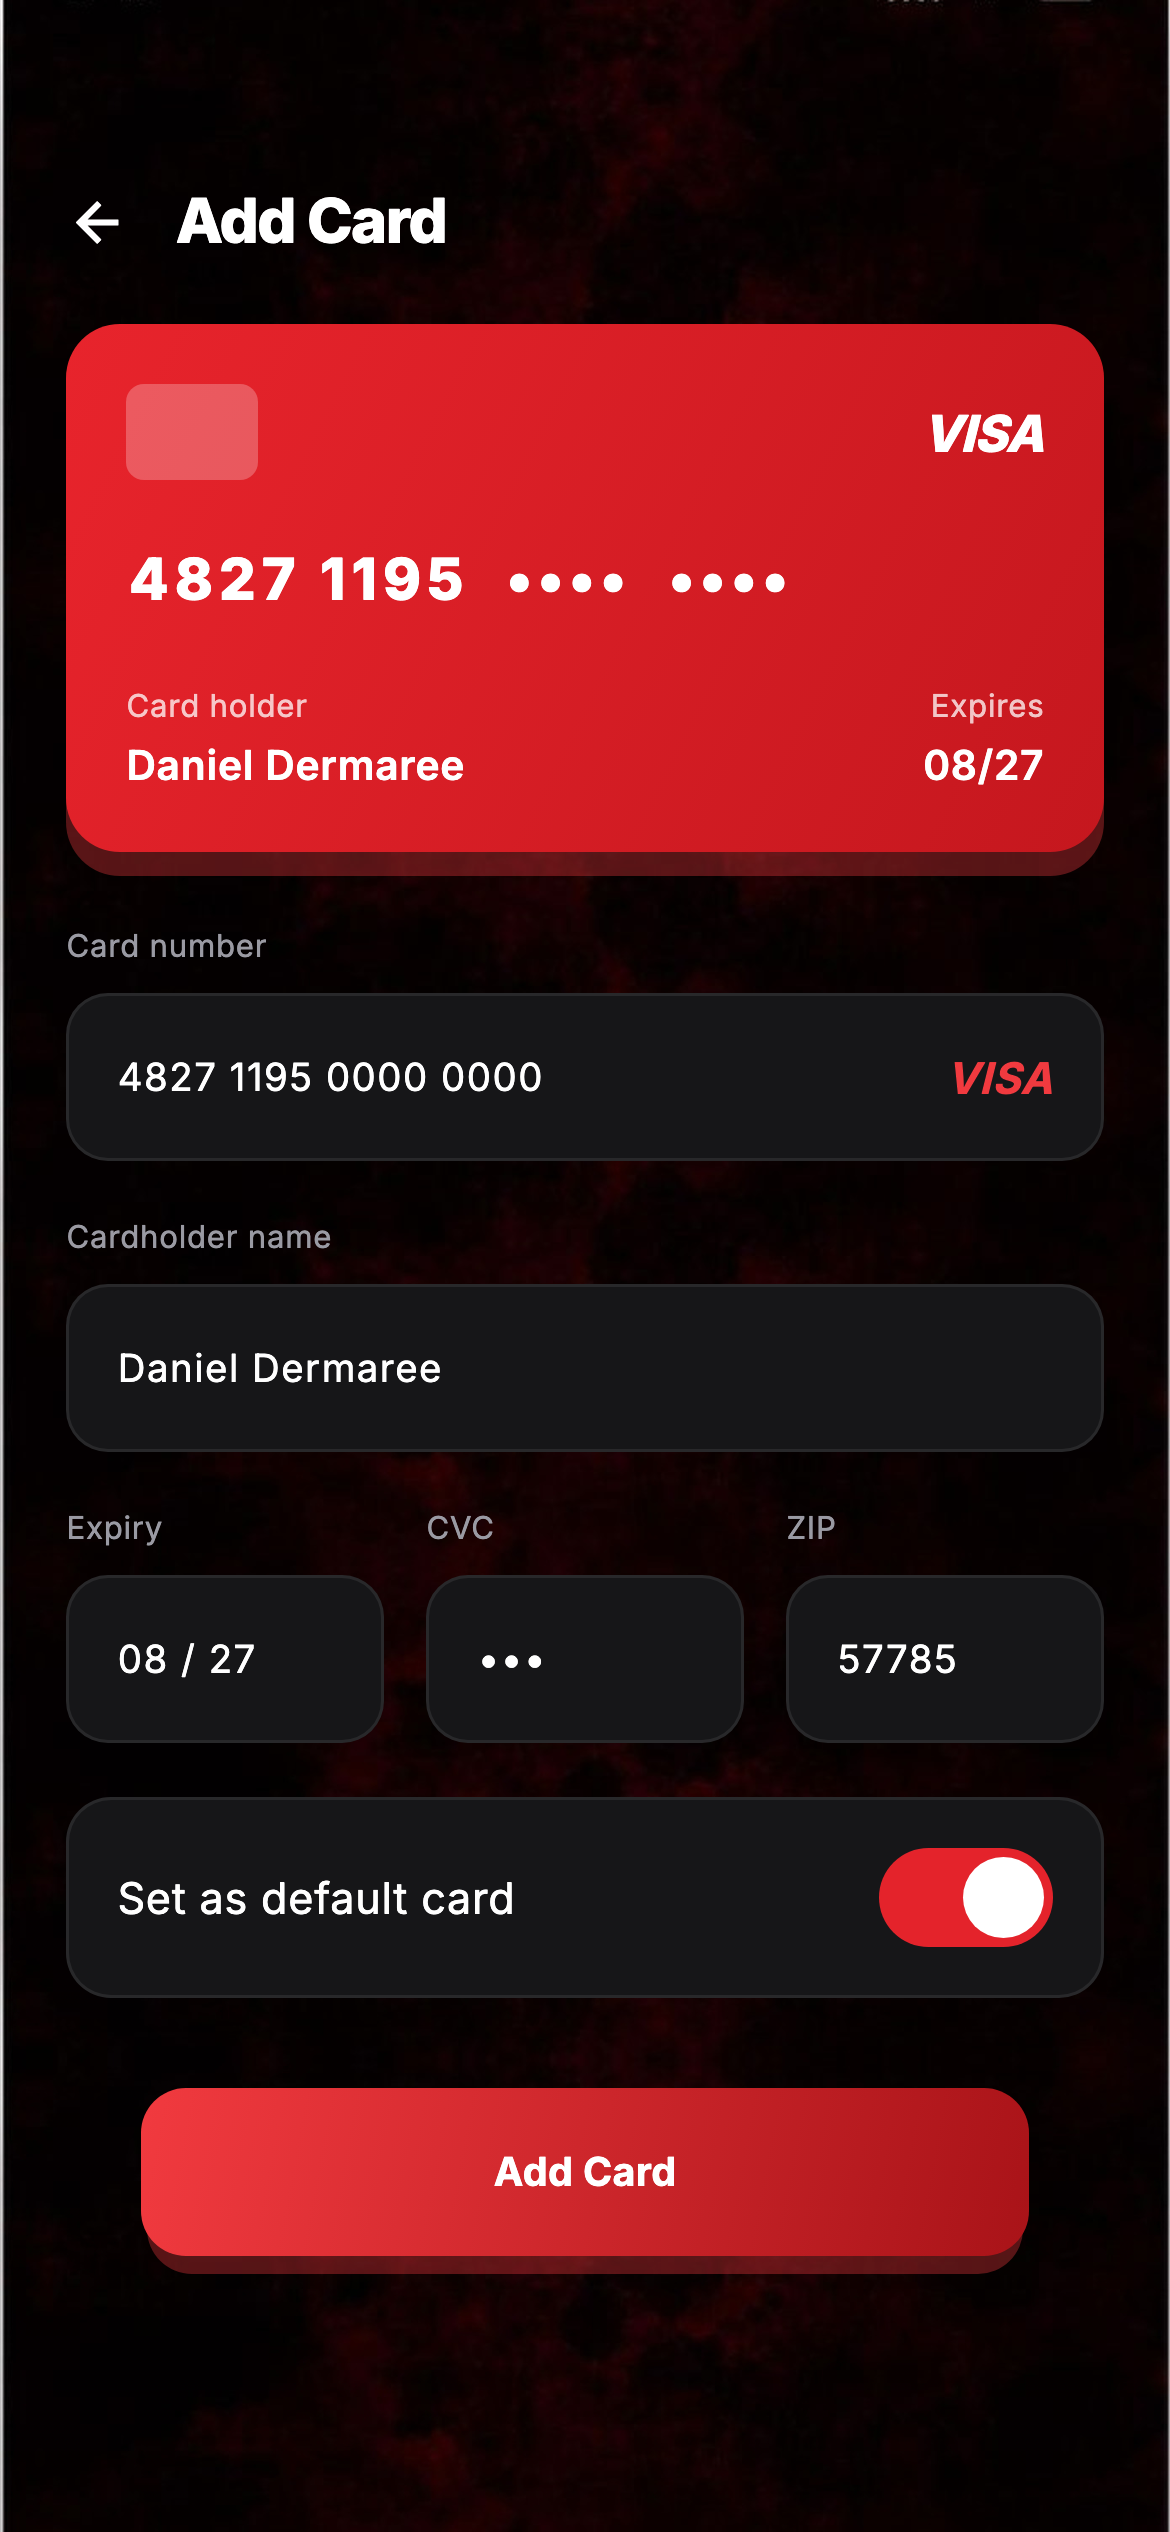 Add Card
VISA
4827 1195 •••• ••••
Card holder Expires
Daniel Dermaree 08/27
Card number
4827 1195 0000 0000 VISA
Cardholder name
Daniel Dermaree
Expiry CVC ZIP
08 / 27 ••• 57785
Set as default card
Add Card